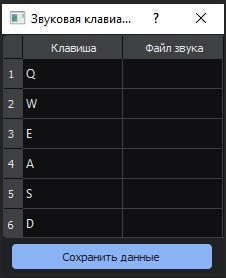 Звуковая клавиа... ?
Клавиша Файл звука
1 Q
2 W
3 E
4 A
5 S
6 D
Сохранить данные